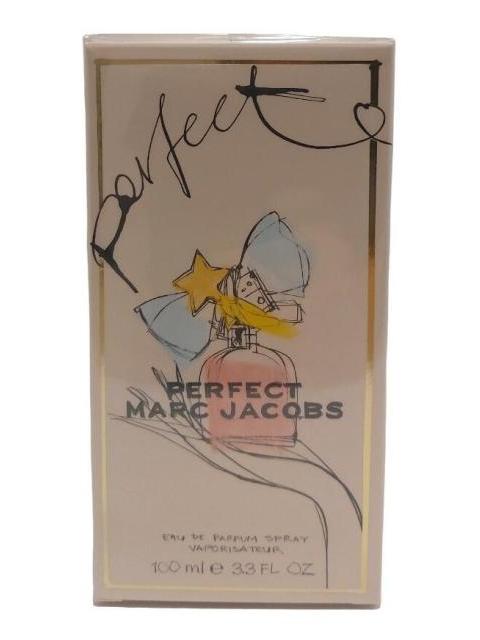 perfect
PERFECT
MARC JACOBS
EAU DE PARFUM SPRAY
VAPORISATEUR
100 ml e 3.3 FL OZ